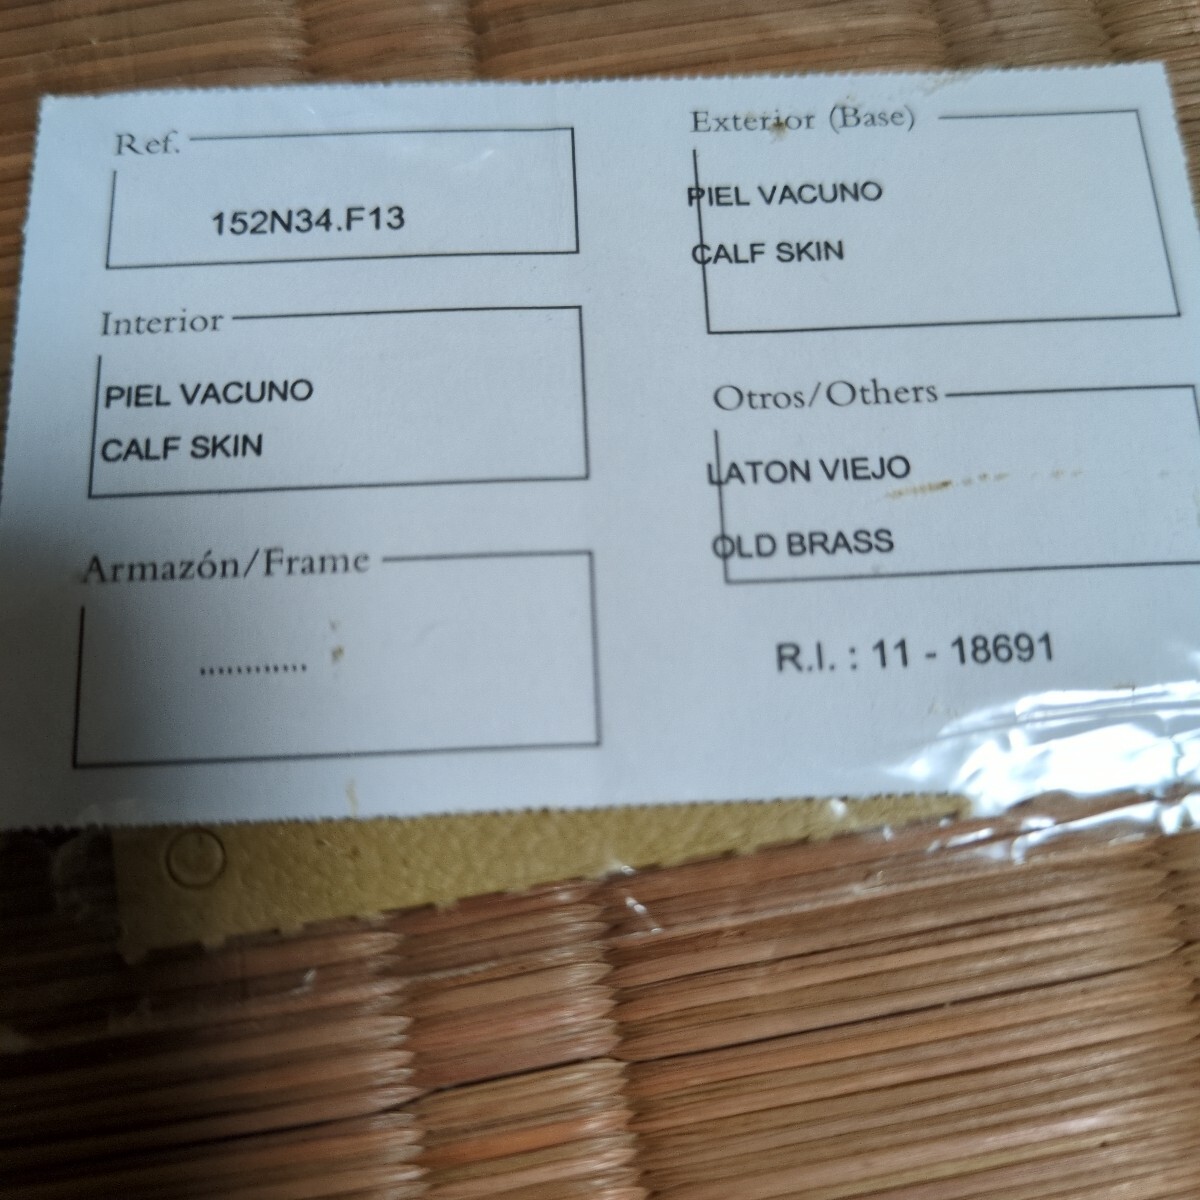 Ref.
152N34.F13
Interior
PIEL VACUNO
CALF SKIN
Armazón/Frame
............
Exterior (Base)
PIEL VACUNO
CALF SKIN
Otros/Others
LATON VIEJO
OLD BRASS
R.I. : 11 - 18691